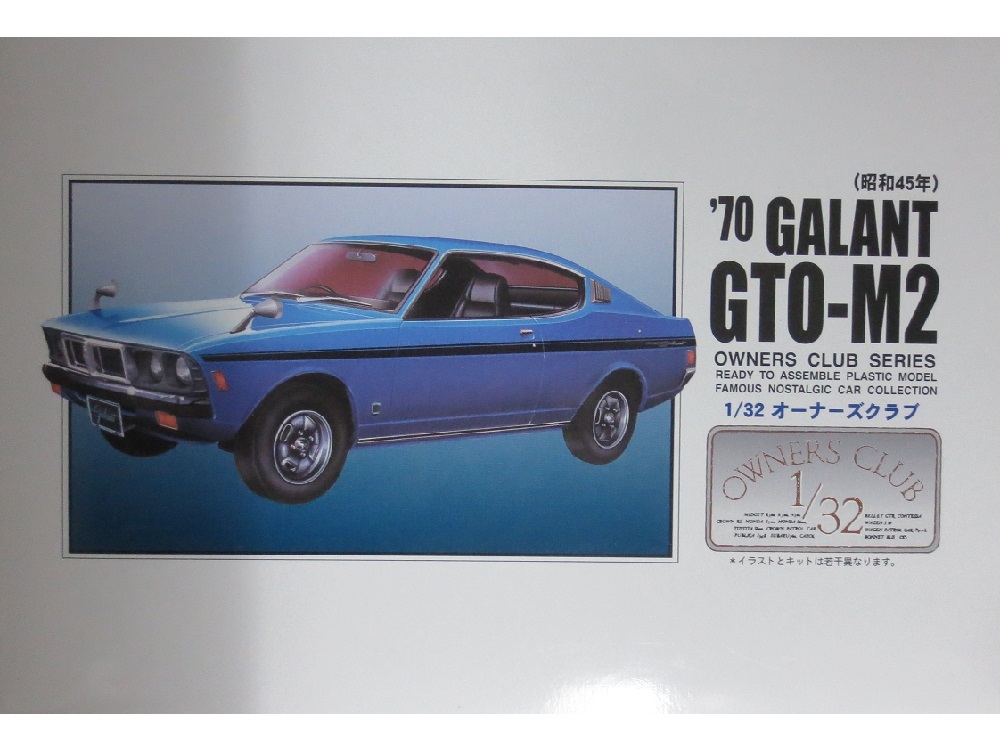 (昭和45年)
'70 GALANT
GTO-M2
OWNERS CLUB SERIES
READY TO ASSEMBLE PLASTIC MODEL
FAMOUS NOSTALGIC CAR COLLECTION
1/32 オーナーズクラブ
OWNERS CLUB
1/32
*イラストとキットは若干異なります。
Galant